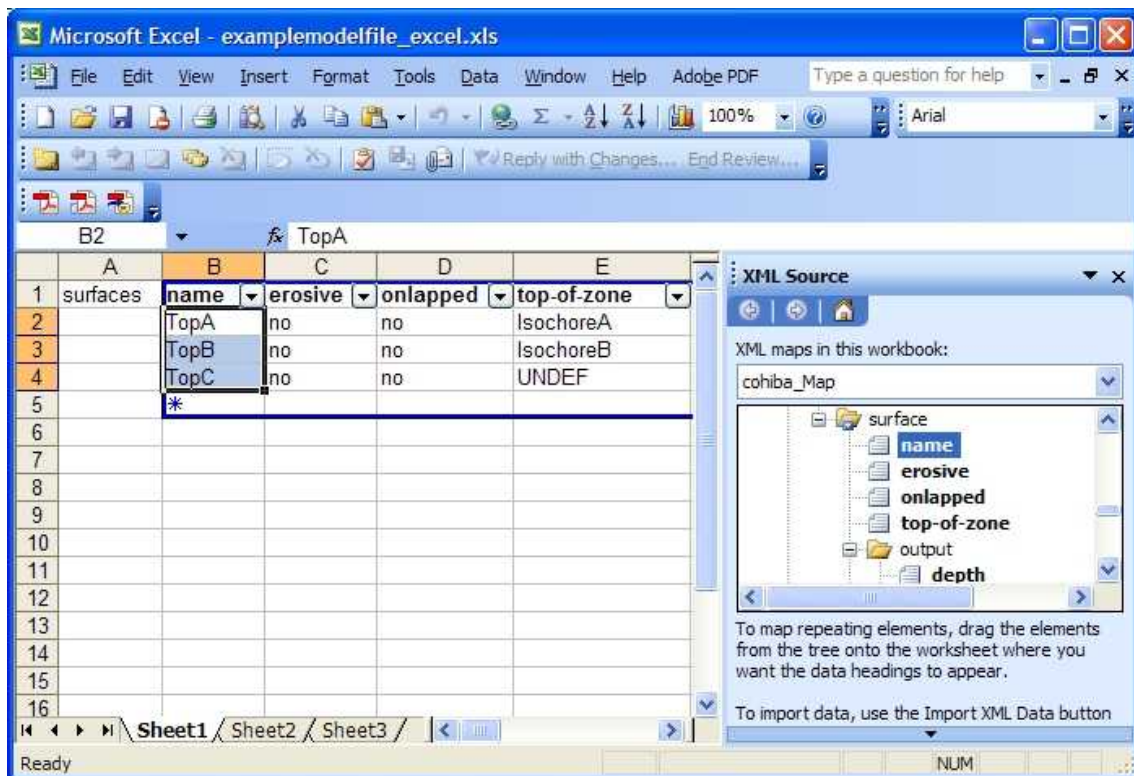 Microsoft Excel - examplemodelfile_excel.xls
File Edit View Insert Format Tools Data Window Help Adobe PDF Type a question for help
100% Arial
Reply with Changes... End Review...
B2 fx TopA
A B C D E
1 surfaces name erosive onlapped top-of-zone
2 TopA no no IsochoreA
3 TopB no no IsochoreB
4 TopC no no UNDEF
5 *
6
7
8
9
10
11
12
13
14
15
16
Sheet1 / Sheet2 / Sheet3 /
XML Source
XML maps in this workbook:
cohiba_Map
surface
name
erosive
onlapped
top-of-zone
output
depth
To map repeating elements, drag the elements
from the tree onto the worksheet where you
want the data headings to appear.
To import data, use the Import XML Data button
Ready NUM